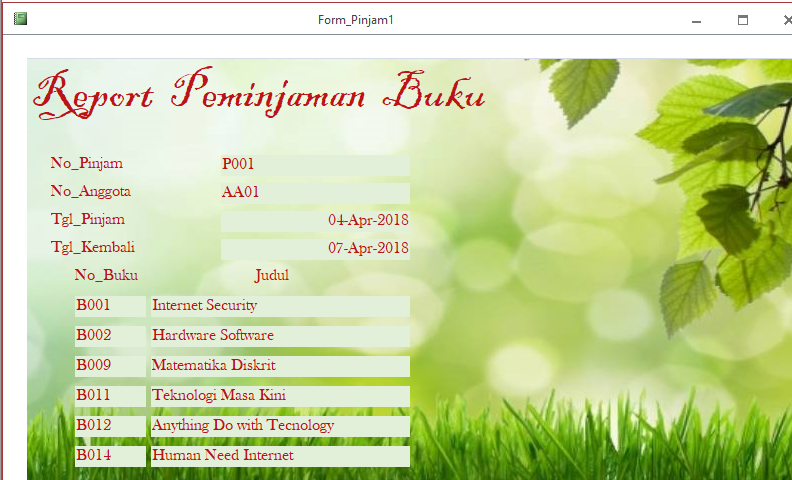 Form_Pinjam1
Report Peminjaman Buku
No_Pinjam P001
No_Anggota AA01
Tgl_Pinjam 04-Apr-2018
Tgl_Kembali 07-Apr-2018
No_Buku Judul
B001 Internet Security
B002 Hardware Software
B009 Matematika Diskrit
B011 Teknologi Masa Kini
B012 Anything Do with Tecnology
B014 Human Need Internet